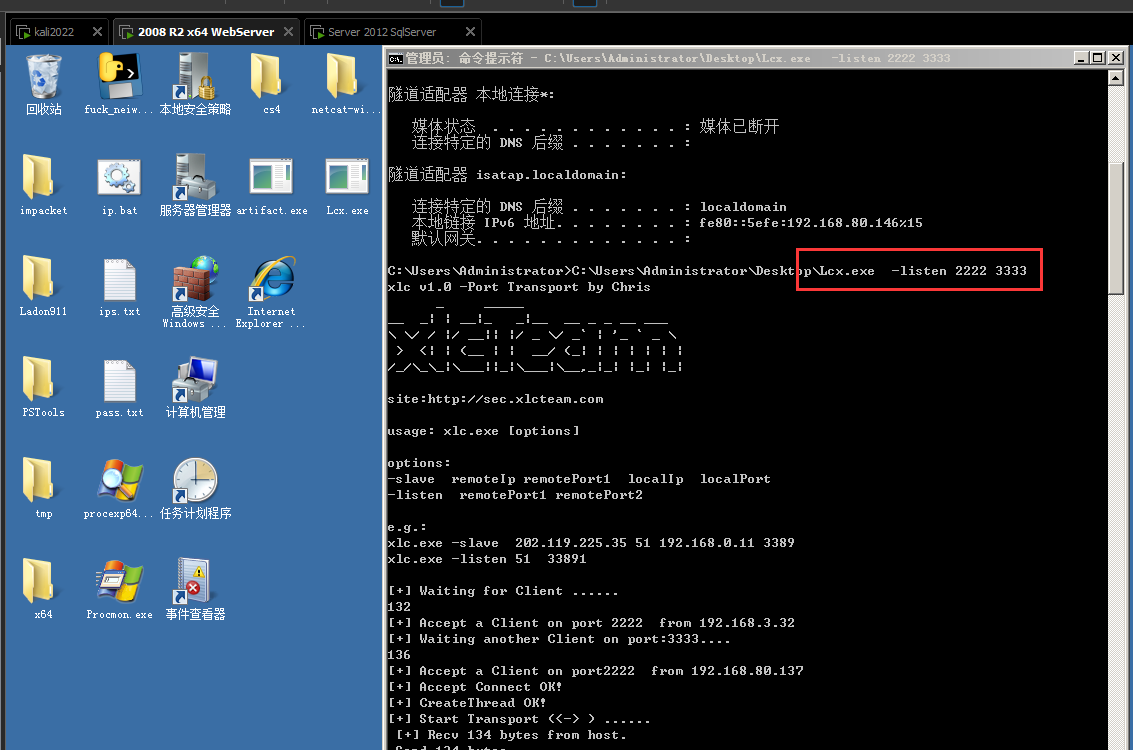 kali2022
2008 R2 x64 WebServer
Server 2012 SqlServer
回收站
fuck_neiw...
本地安全策略
cs4
netcat-wi...
impacket
ip.bat
服务器管理器
artifact.exe
Lcx.exe
Ladon911
ips.txt
高级安全
Windows ...
Internet
Explorer ...
PSTools
pass.txt
计算机管理
tmp
procexp64...
任务计划程序
x64
Procmon.exe
事件查看器
管理员: 命令提示符 - C:\Users\Administrator\Desktop\Lcx.exe   -listen 2222 3333
隧道适配器 本地连接*:
媒体状态  . . . . . . . . . . . . : 媒体已断开
连接特定的 DNS 后缀 . . . . . . . :
隧道适配器 isatap.localdomain:
连接特定的 DNS 后缀 . . . . . . . : localdomain
本地链接 IPv6 地址. . . . . . . . : fe80::5efe:192.168.80.146%15
默认网关. . . . . . . . . . . . . :
C:\Users\Administrator>C:\Users\Administrator\Desktop\Lcx.exe  -listen 2222 3333
xlc v1.0 -Port Transport by Chris
xlcteam
site:http://sec.xlcteam.com
usage: xlc.exe [options]
options:
-slave  remoteIp remotePort1  localIp  localPort
-listen  remotePort1 remotePort2
e.g.:
xlc.exe -slave  202.119.225.35 51 192.168.0.11 3389
xlc.exe -listen 51  33891
[+] Waiting for Client ......
132
[+] Accept a Client on port 2222  from 192.168.3.32
[+] Waiting another Client on port:3333....
136
[+] Accept a Client on port2222  from 192.168.80.137
[+] Accept Connect OK!
[+] CreateThread OK!
[+] Start Transport (<-> ) ......
[+] Recv 134 bytes from host.
Send 134 bytes